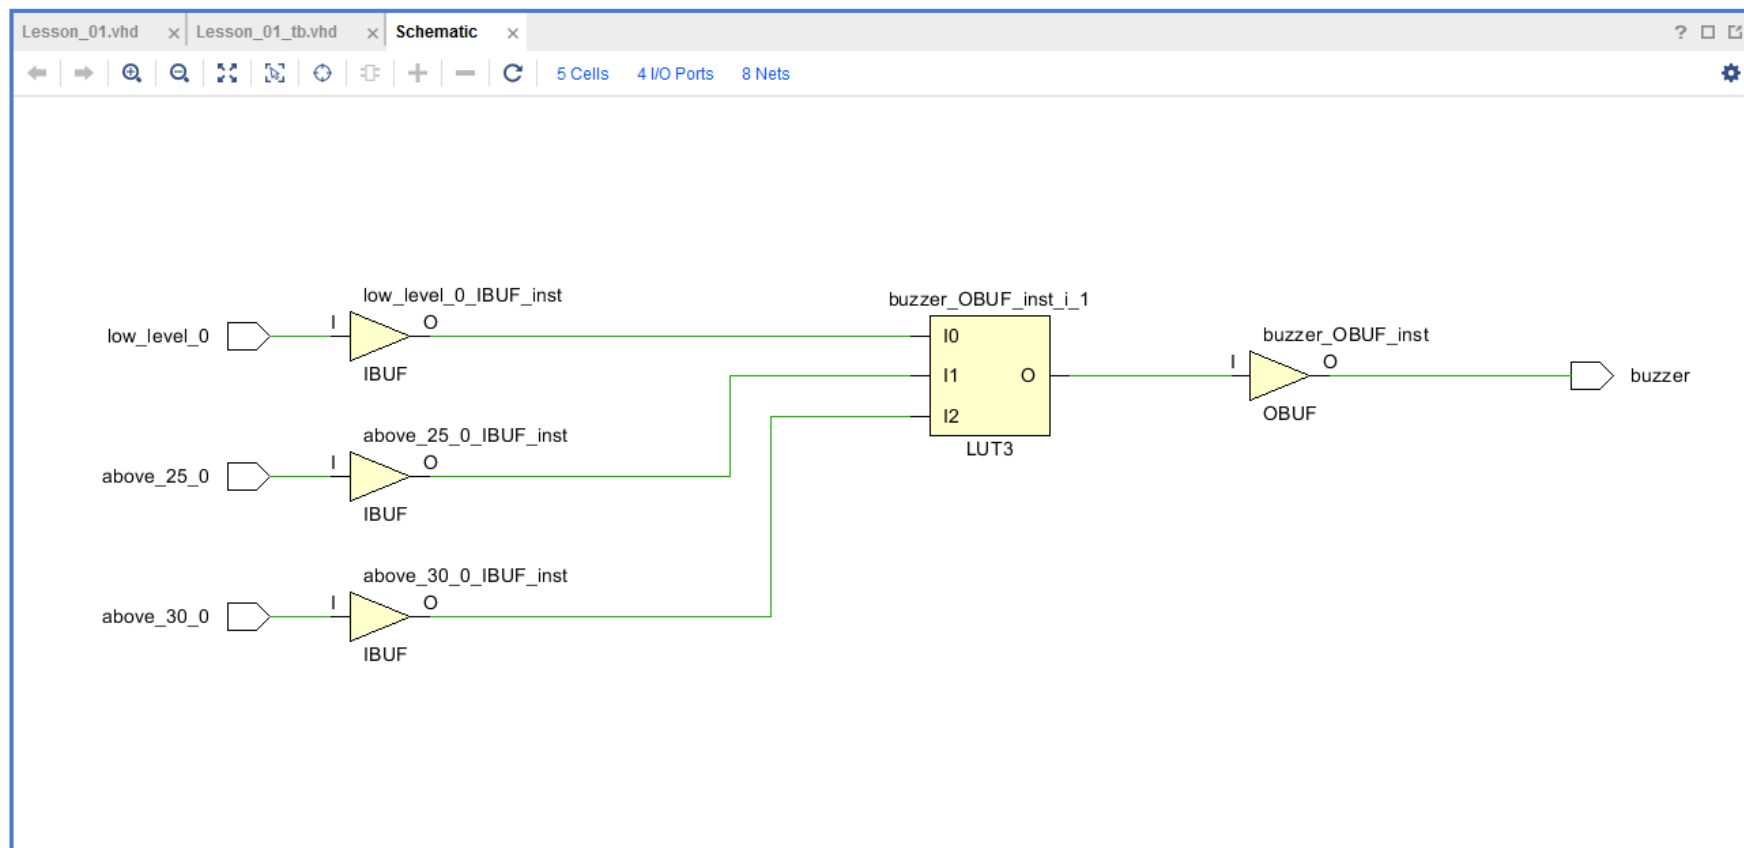 Lesson_01.vhd × Lesson_01_tb.vhd × Schematic × ?
5 Cells 4 I/O Ports 8 Nets
low_level_0_IBUF_inst
low_level_0
I
O
IBUF
above_25_0_IBUF_inst
above_25_0
I
O
IBUF
above_30_0_IBUF_inst
above_30_0
I
O
IBUF
buzzer_OBUF_inst_i_1
I0
I1
O
I2
LUT3
buzzer_OBUF_inst
I
O
OBUF
buzzer